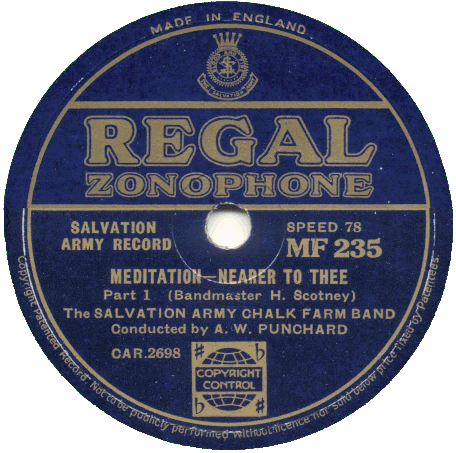 MADE IN ENGLAND
THE SALVATION ARMY
REGAL
ZONOPHONE
SALVATION
ARMY RECORD
SPEED 78
MF 235
MEDITATION—NEARER TO THEE
Part 1 (Bandmaster H. Scotney)
The SALVATION ARMY CHALK FARM BAND
Conducted by A. W. PUNCHARD
CAR.2698
♯ ♭
COPYRIGHT
CONTROL
♭ ♯
Copyright Patented Record. Not to be publicly performed without licence nor sold below price fixed by Patentees.